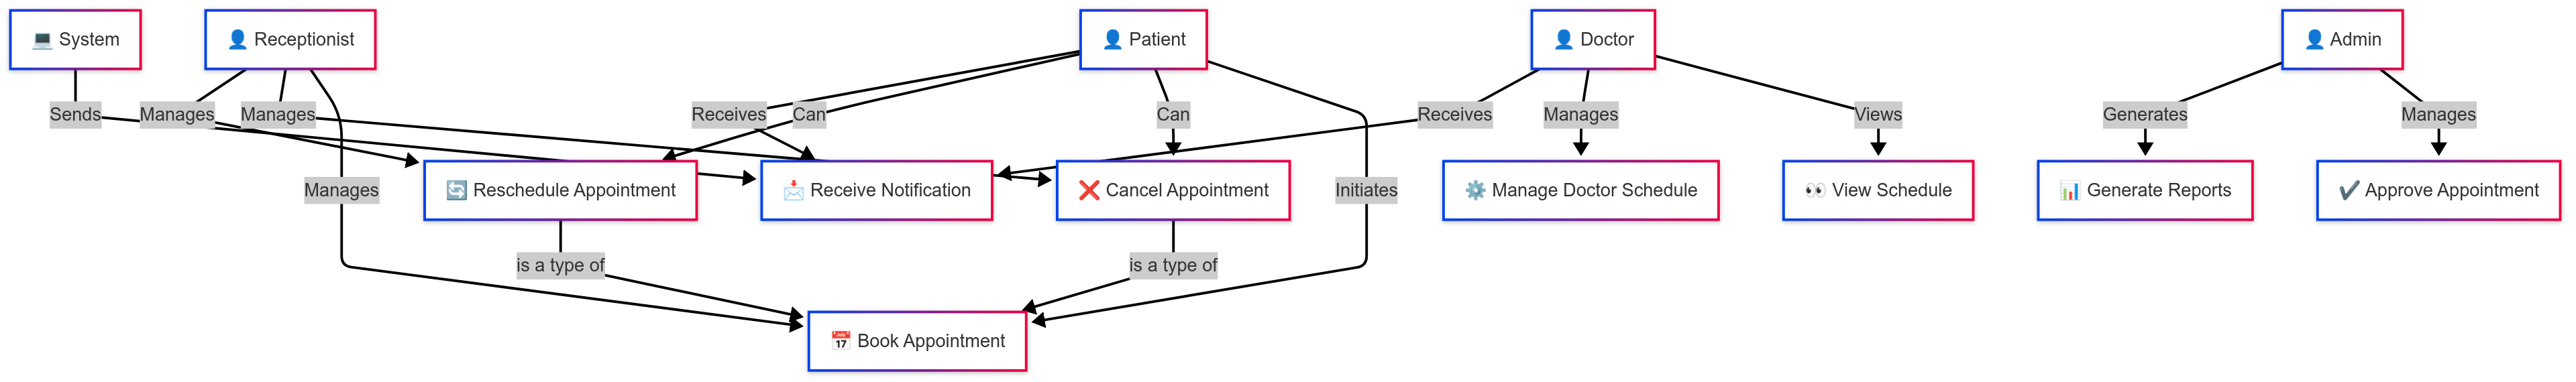 💻 System
👤 Receptionist
👤 Patient
👤 Doctor
👤 Admin
Sends
Manages
Manages
Receives
Can
Can
Receives
Manages
Views
Generates
Manages
Manages
🔄 Reschedule Appointment
📩 Receive Notification
❌ Cancel Appointment
Initiates
⚙️ Manage Doctor Schedule
👀 View Schedule
📊 Generate Reports
✔️ Approve Appointment
is a type of
is a type of
📅 Book Appointment